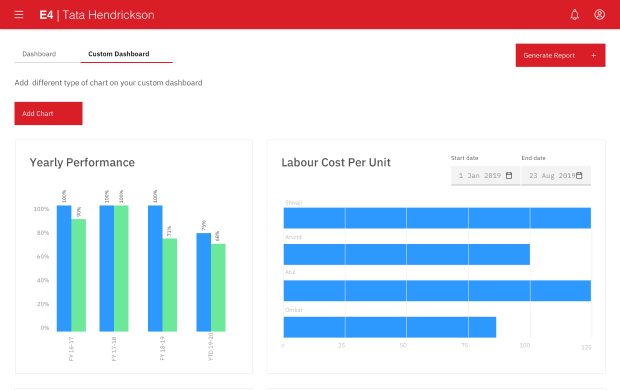 E4 | Tata Hendrickson
Dashboard
Custom Dashboard
Generate Report +
Add different type of chart on your custom dashboard
Add Chart
Yearly Performance
100%
90%
100%
100%
100%
71%
79%
68%
100%
80%
60%
40%
20%
0%
FY 16-17
FY 17-18
FY 18-19
YTD 19-20
Labour Cost Per Unit
Start date
End date
1 Jan 2019
23 Aug 2019
Shivaji
Arvind
Atul
Omkar
0
25
50
75
100
125